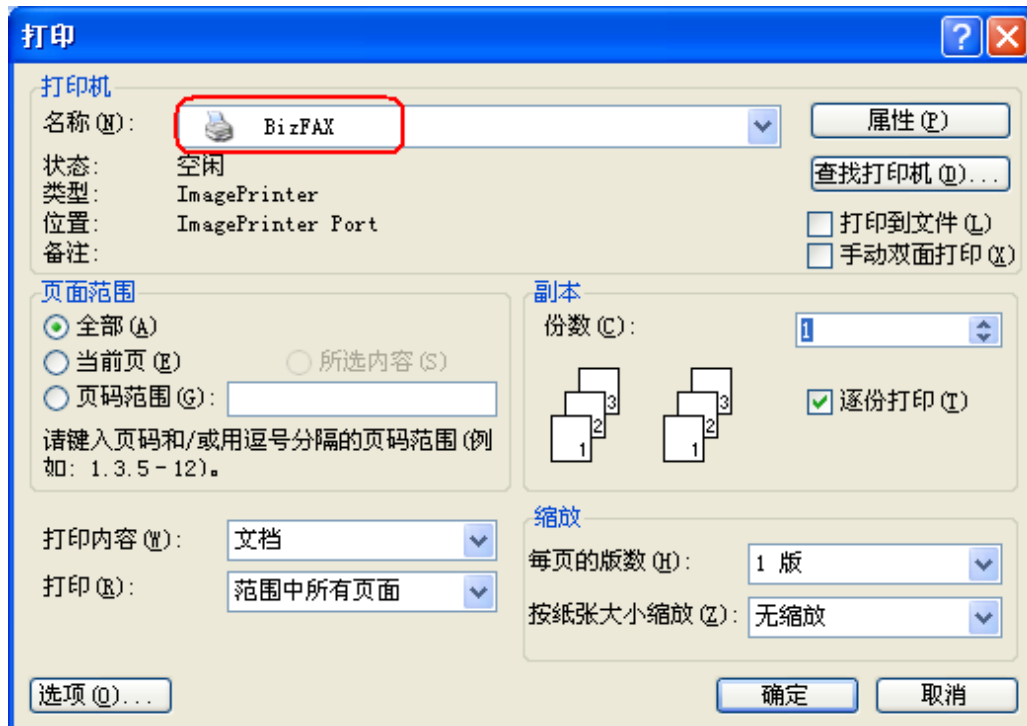 打印
打印机
名称(N):
BizFAX
属性(P)
状态: 空闲
查找打印机(D)...
类型: ImagePrinter
位置: ImagePrinter Port
打印到文件(L)
备注:
手动双面打印(X)
页面范围
全部(A)
当前页(E) 所选内容(S)
页码范围(G):
请键入页码和/或用逗号分隔的页码范围(例
如: 1.3.5-12)。
副本
份数(C): 1
3 3
2 2
1 1
逐份打印(T)
打印内容(W): 文档
打印(R): 范围中所有页面
缩放
每页的版数(H): 1 版
按纸张大小缩放(Z): 无缩放
选项(O)...
确定
取消